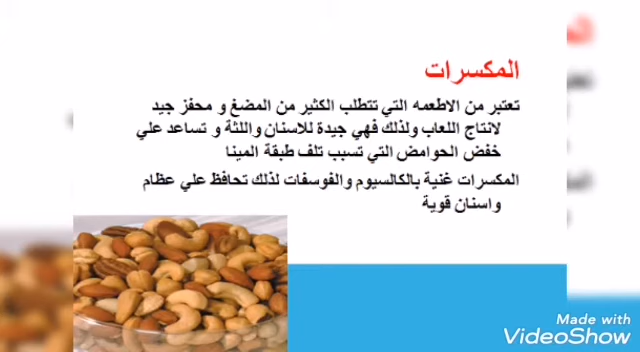 المكسرات
تعتبر من الاطعمه التي تتطلب الكثير من المضغ و محفز جيد
لانتاج اللعاب ولذلك فهي جيدة للاسنان واللثة و تساعد علي
خفض الحوامض التي تسبب تلف طبقة المينا
المكسرات غنية بالكالسيوم والفوسفات لذلك تحافظ علي عظام
واسنان قوية
Made with
VideoShow